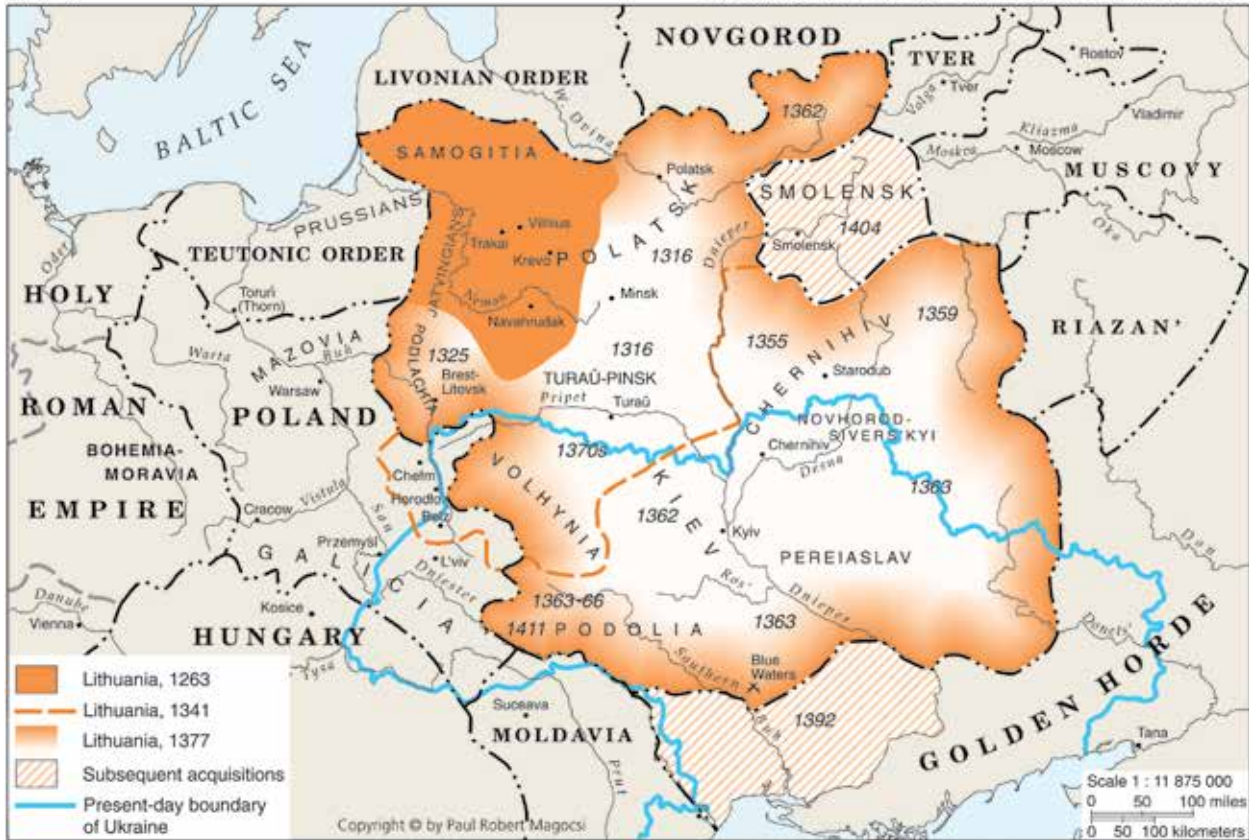 NOVGOROD
TVER
Rostov
LIVONIAN ORDER
Volga
Tver
BALTIC SEA
W. Dvina
1362
Vladimir
Kliazma
Moskva
Moscow
SAMOGITIA
Polatsk
SMOLENSK
MUSCOVY
PRUSSIANS
1404
Oka
Vilnius
Trakai
Smolensk
Dnieper
Oder
TEUTONIC ORDER
JATVINGIANS
Krevo
POLATSK
1316
HOLY
Toruń
(Thorn)
Neman
Minsk
Navahrudak
1359
RIAZAN'
MAZOVIA
PODLACHIA
1355
CHERNIHIV
Warta
Buh
1325
1316
Starodub
Warsaw
Brest-
Litovsk
TURAŬ-PINSK
ROMAN
POLAND
Pripet
Turaŭ
NOVHOROD-
SIVERS'KYI
BOHEMIA-
MORAVIA
1370s
Chernihiv
Desna
Chełm
VOLHYNIA
KIEV
1363
Vistula
Horodło
EMPIRE
Cracow
San
Belz
1362
Kyiv
Don
Przemyśl
L'viv
PEREIASLAV
GALICIA
Dniester
Ros'
Dnieper
Danube
Kosice
1363-66
Vienna
HUNGARY
1411
PODOLIA
1363
Donets'
Tysa
Southern Buh
Blue
Waters
GOLDEN HORDE
Suceava
1392
MOLDAVIA
Tana
Prut
Lithuania, 1263
Lithuania, 1341
Lithuania, 1377
Subsequent acquisitions
Present-day boundary
of Ukraine
Copyright © by Paul Robert Magocsi
Scale 1 : 11 875 000
0 50 100 miles
0 50 100 kilometers